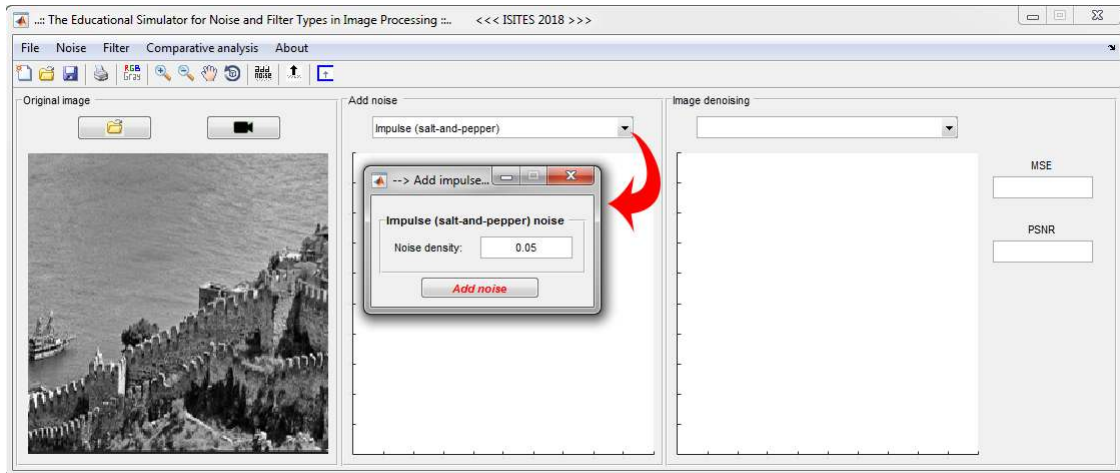 ..:: The Educational Simulator for Noise and Filter Types in Image Processing ::.. <<< ISITES 2018 >>>
File Noise Filter Comparative analysis About
RGB
Gray
add
noise
Original image
Add noise
Impulse (salt-and-pepper)
--> Add impulse...
Impulse (salt-and-pepper) noise
Noise density: 0.05
Add noise
Image denoising
MSE
PSNR